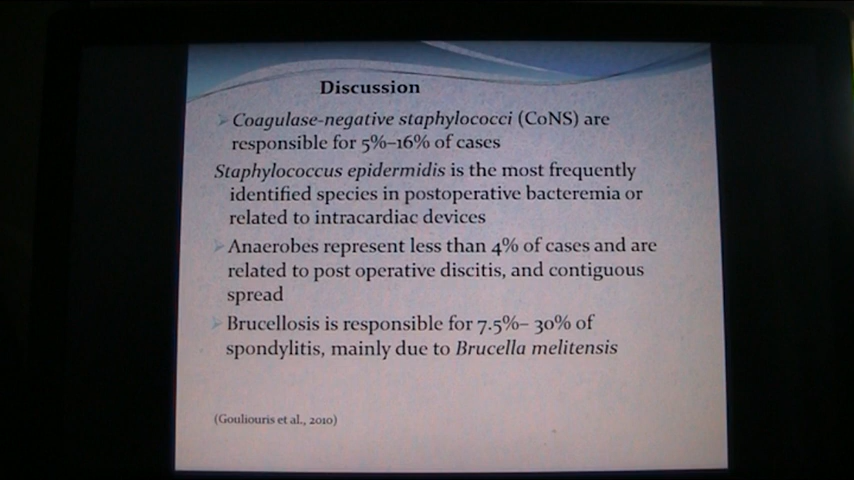 Discussion
Coagulase-negative staphylococci (CoNS) are
responsible for 5%–16% of cases
Staphylococcus epidermidis is the most frequently
identified species in postoperative bacteremia or
related to intracardiac devices
Anaerobes represent less than 4% of cases and are
related to post operative discitis, and contiguous
spread
Brucellosis is responsible for 7.5%– 30% of
spondylitis, mainly due to Brucella melitensis
(Gouliouris et al., 2010)